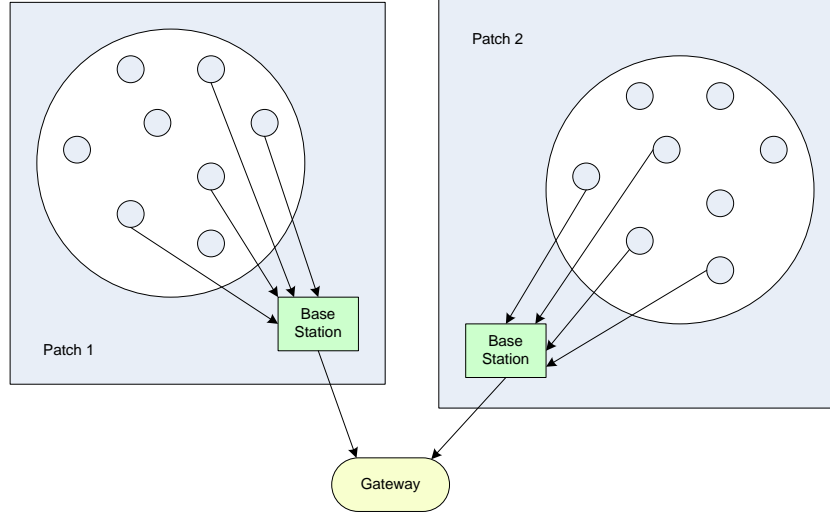 Patch 2
Base
Station
Patch 1
Base
Station
Gateway